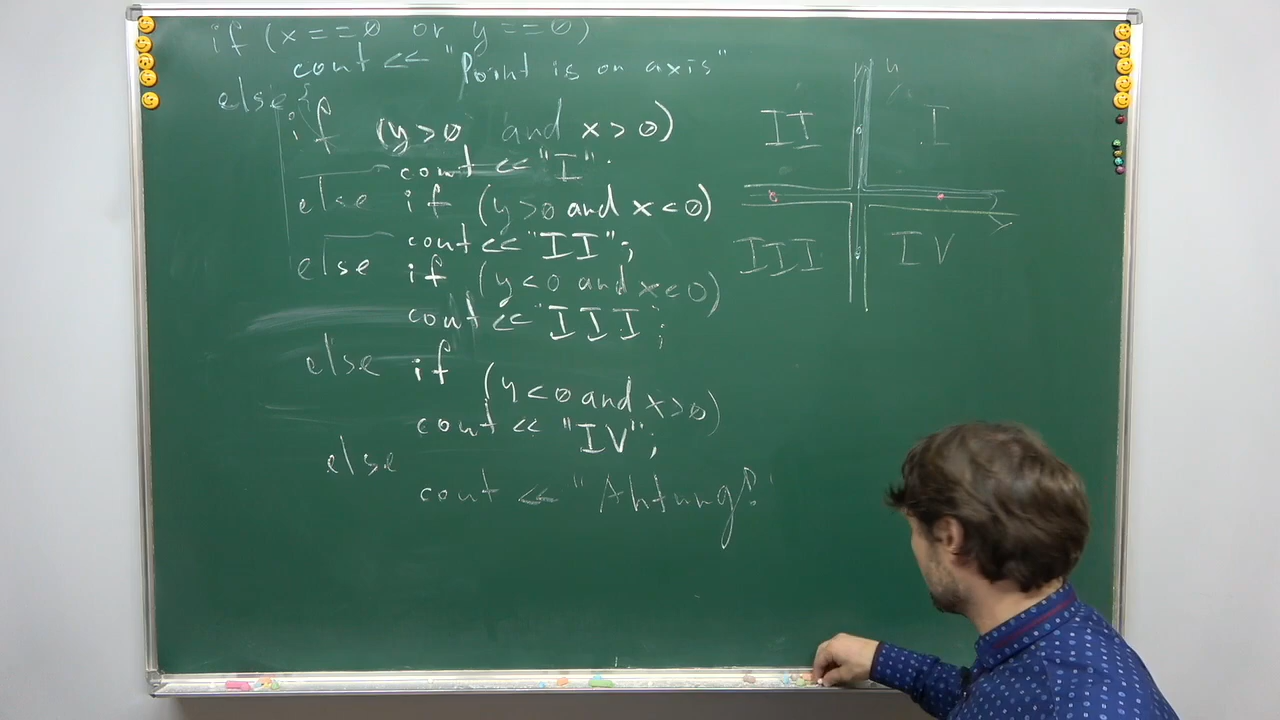 if (x==0 or y==0)
cout << "Point is on axis"
else{
if (y>0 and x>0)
cout << "I";
else if (y>0 and x<0)
cout << "II";
else if (y<0 and x<0)
cout << "III";
else if
(y<0 and x>0)
cout << "IV";
else
cout << "Ahtung!"
II
I
III
IV